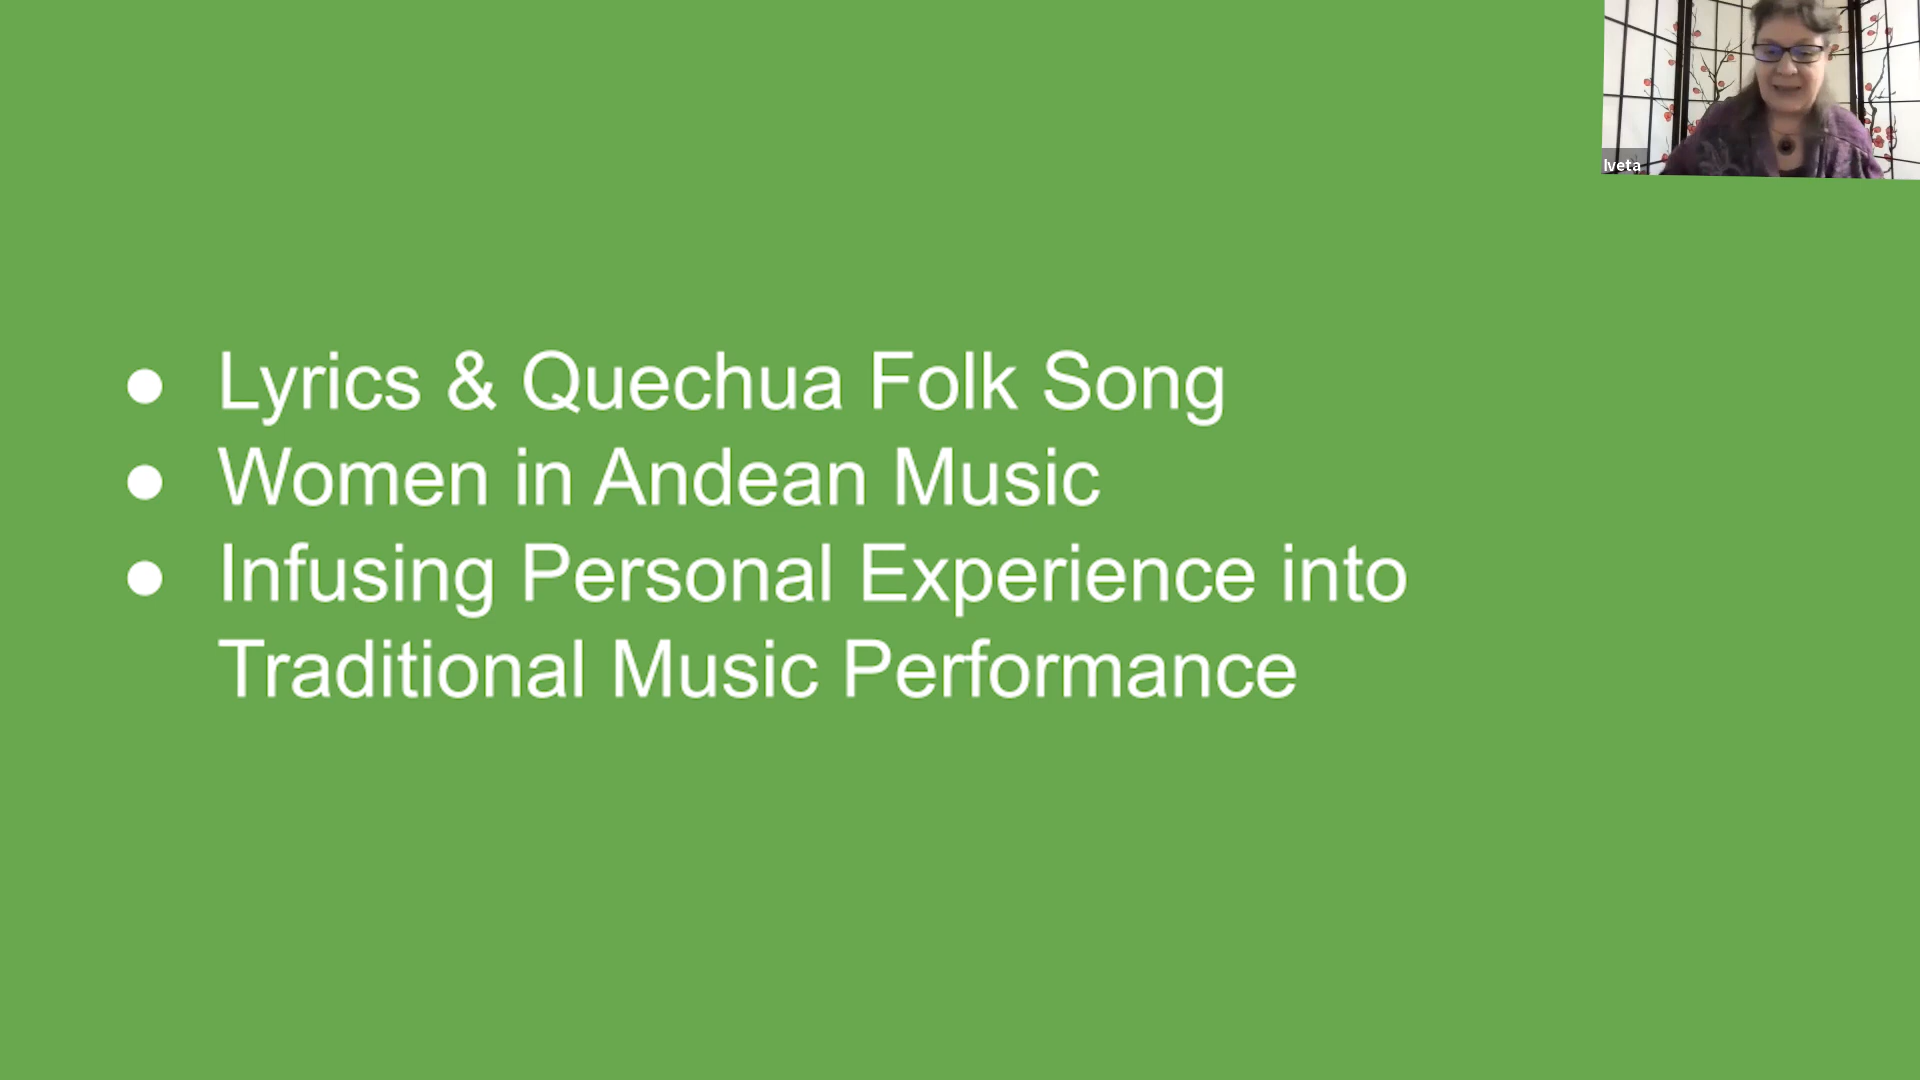 Iveta
● Lyrics & Quechua Folk Song
● Women in Andean Music
● Infusing Personal Experience into
Traditional Music Performance